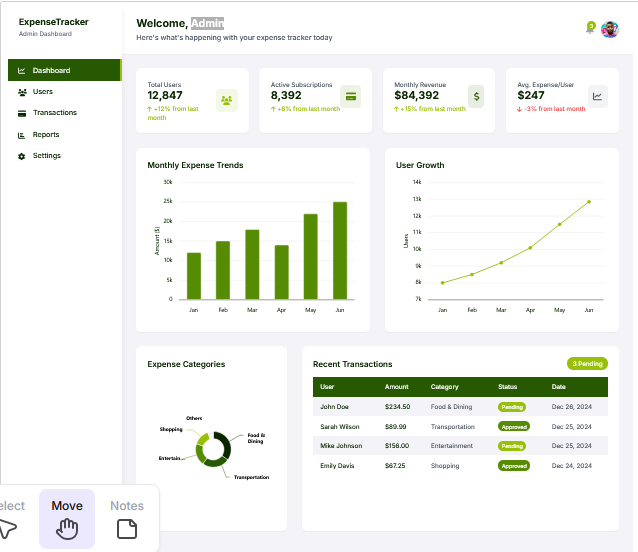 ExpenseTracker
Admin Dashboard
Dashboard
Users
Transactions
Reports
Settings
Welcome, Admin
Here's what's happening with your expense tracker today
3
Total Users
12,847
↑ +12% from last
month
Active Subscriptions
8,392
↑ +8% from last month
Monthly Revenue
$84,392
↑ +15% from last month
$
Avg. Expense/User
$247
↓ -3% from last month
Monthly Expense Trends
30k
25k
20k
15k
10k
5k
0
Amount ($)
Jan Feb Mar Apr May Jun
User Growth
14k
13k
12k
11k
10k
9k
8k
7k
Users
Jan Feb Mar Apr May Jun
Expense Categories
Others
Shopping
Food &
Dining
Entertain...
Transportation
Recent Transactions
3 Pending
User Amount Category Status Date
John Doe $234.50 Food & Dining Pending Dec 26, 2024
Sarah Wilson $89.99 Transportation Approved Dec 25, 2024
Mike Johnson $156.00 Entertainment Pending Dec 25, 2024
Emily Davis $67.25 Shopping Approved Dec 24, 2024
elect Move Notes